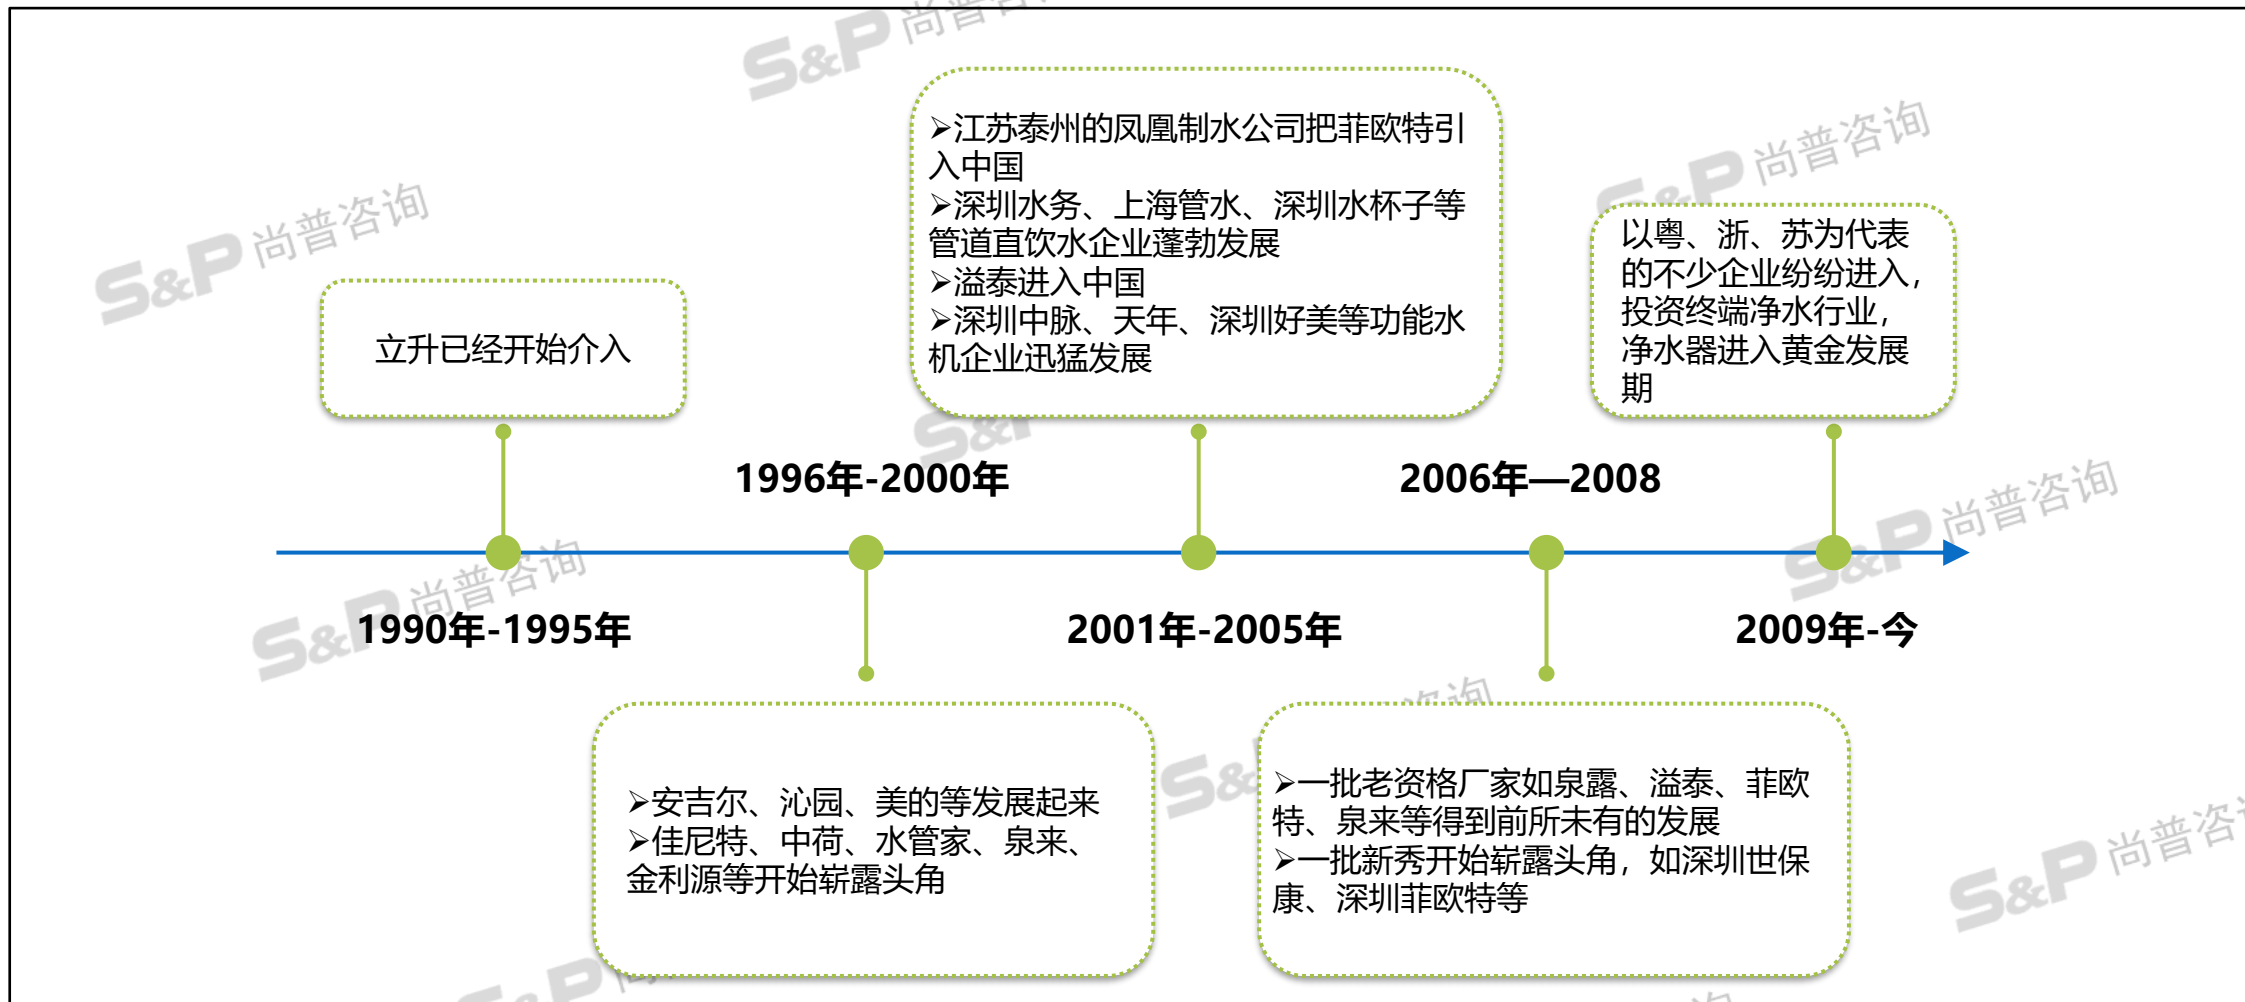 S&P 尚普咨询
➢江苏泰州的凤凰制水公司把菲欧特引
入中国
➢深圳水务、上海管水、深圳水杯子等
管道直饮水企业蓬勃发展
➢溢泰进入中国
➢深圳中脉、天年、深圳好美等功能水
机企业迅猛发展
S&P 尚普咨询
S&P 尚普咨询
以粤、浙、苏为代表
的不少企业纷纷进入，
投资终端净水行业，
净水器进入黄金发展
期
立升已经开始介入
S&P
1996年-2000年
2006年—2008
S&P 尚普咨询
S&P 尚普咨询
1990年-1995年
2001年-2005年
2009年-今
咨询
S&
➢安吉尔、沁园、美的等发展起来
➢佳尼特、中荷、水管家、泉来、
金利源等开始崭露头角
➢一批老资格厂家如泉露、溢泰、菲欧
特、泉来等得到前所未有的发展
➢一批新秀开始崭露头角，如深圳世保
康、深圳菲欧特等
S&P 尚普咨
S&P